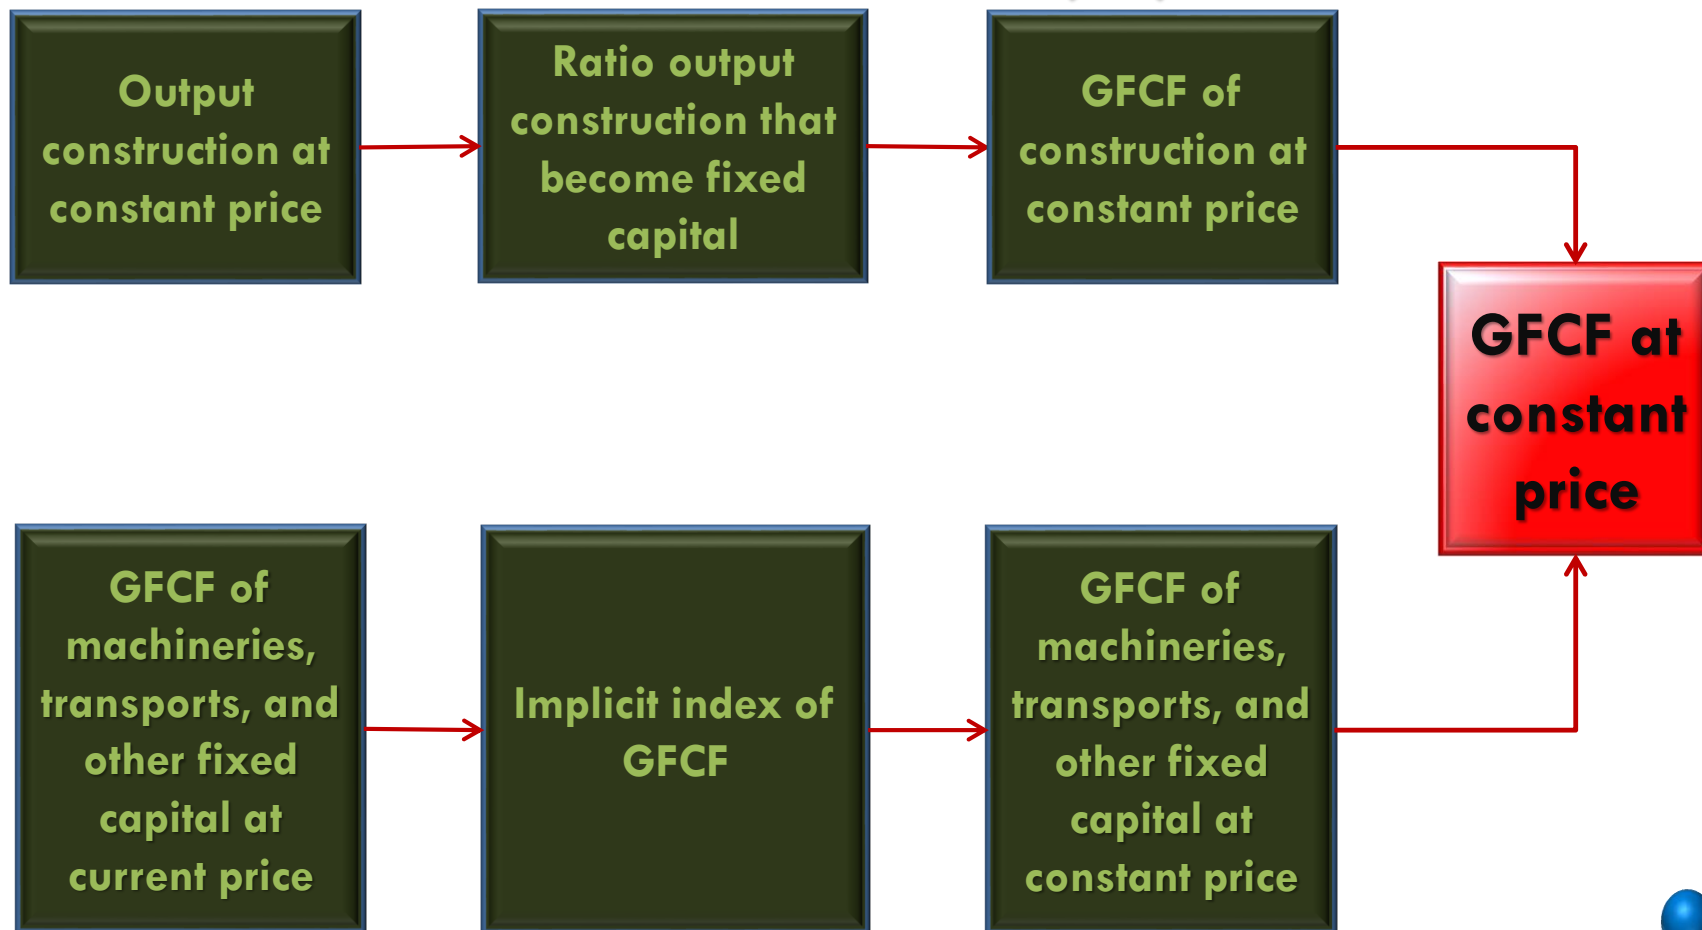 Output
construction at
constant price
Ratio output
construction that
become fixed
capital
GFCF of
construction at
constant price
GFCF at
constant
price
GFCF of
machineries,
transports, and
other fixed
capital at
current price
Implicit index of
GFCF
GFCF of
machineries,
transports, and
other fixed
capital at
constant price